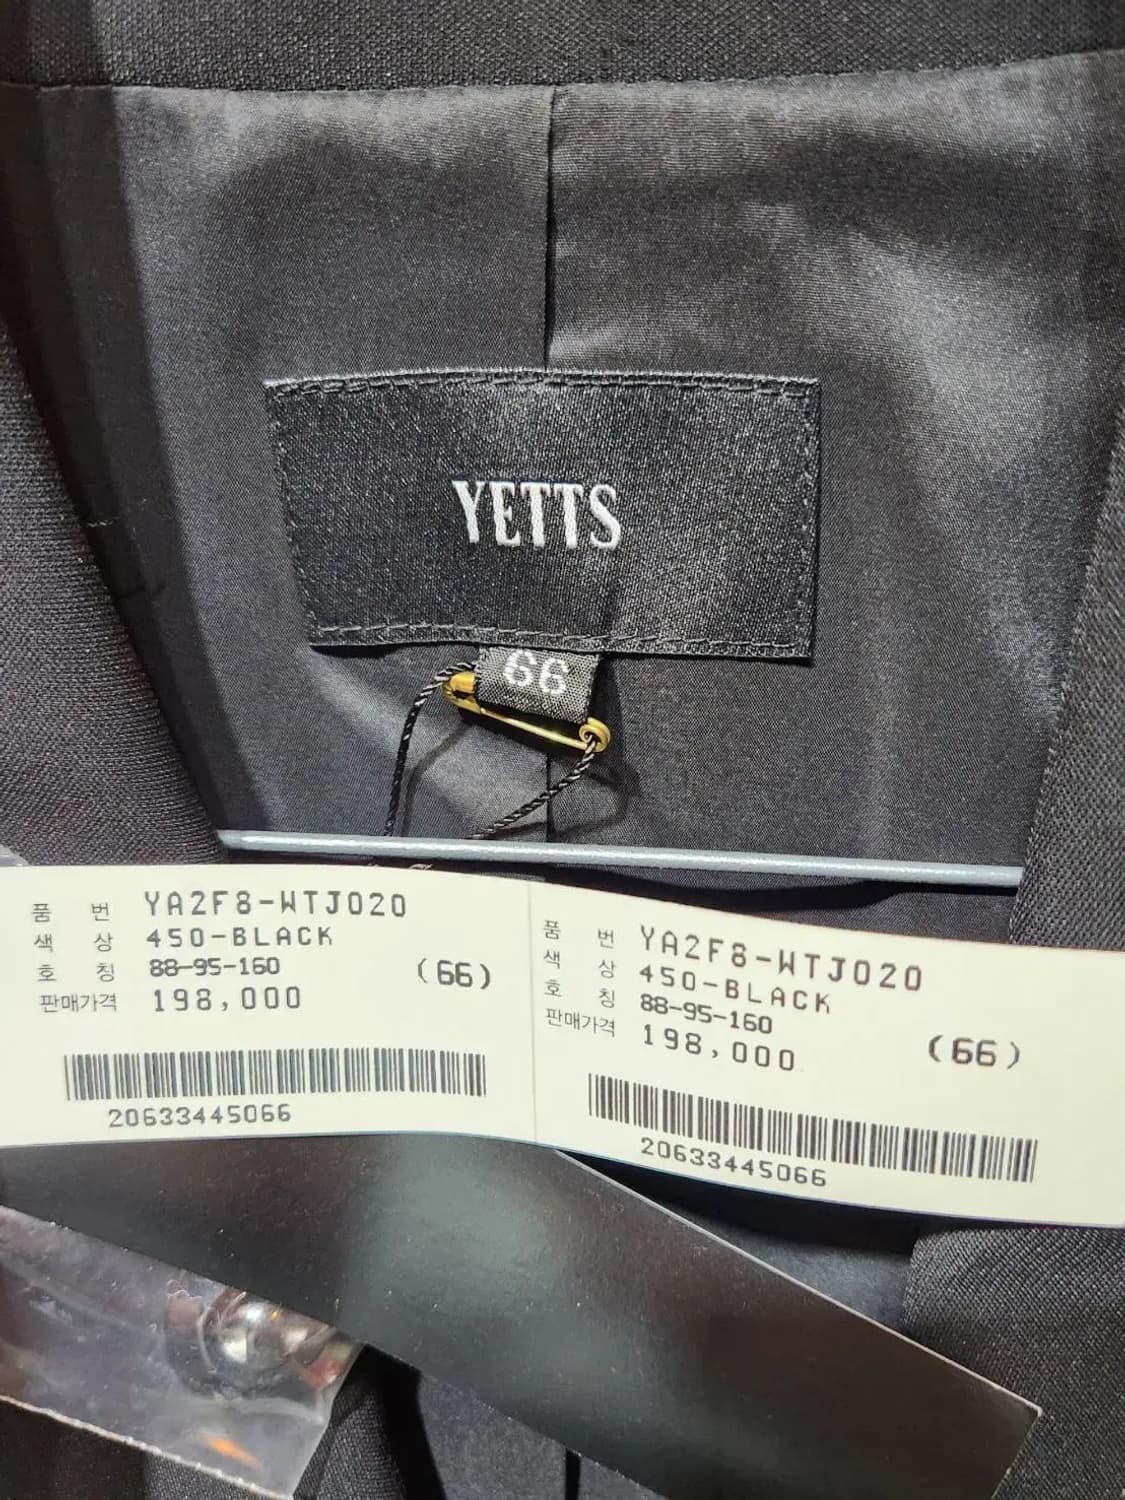 YETTS
66
품 번 YA2F8-WTJ020
색 상 450-BLACK
호 칭 88-95-160 (66)
판매가격 198,000
20633445066
품 번 YA2F8-WTJ020
색 상 450-BLACK
호 칭 88-95-160
판매가격 198,000 (66)
20633445066